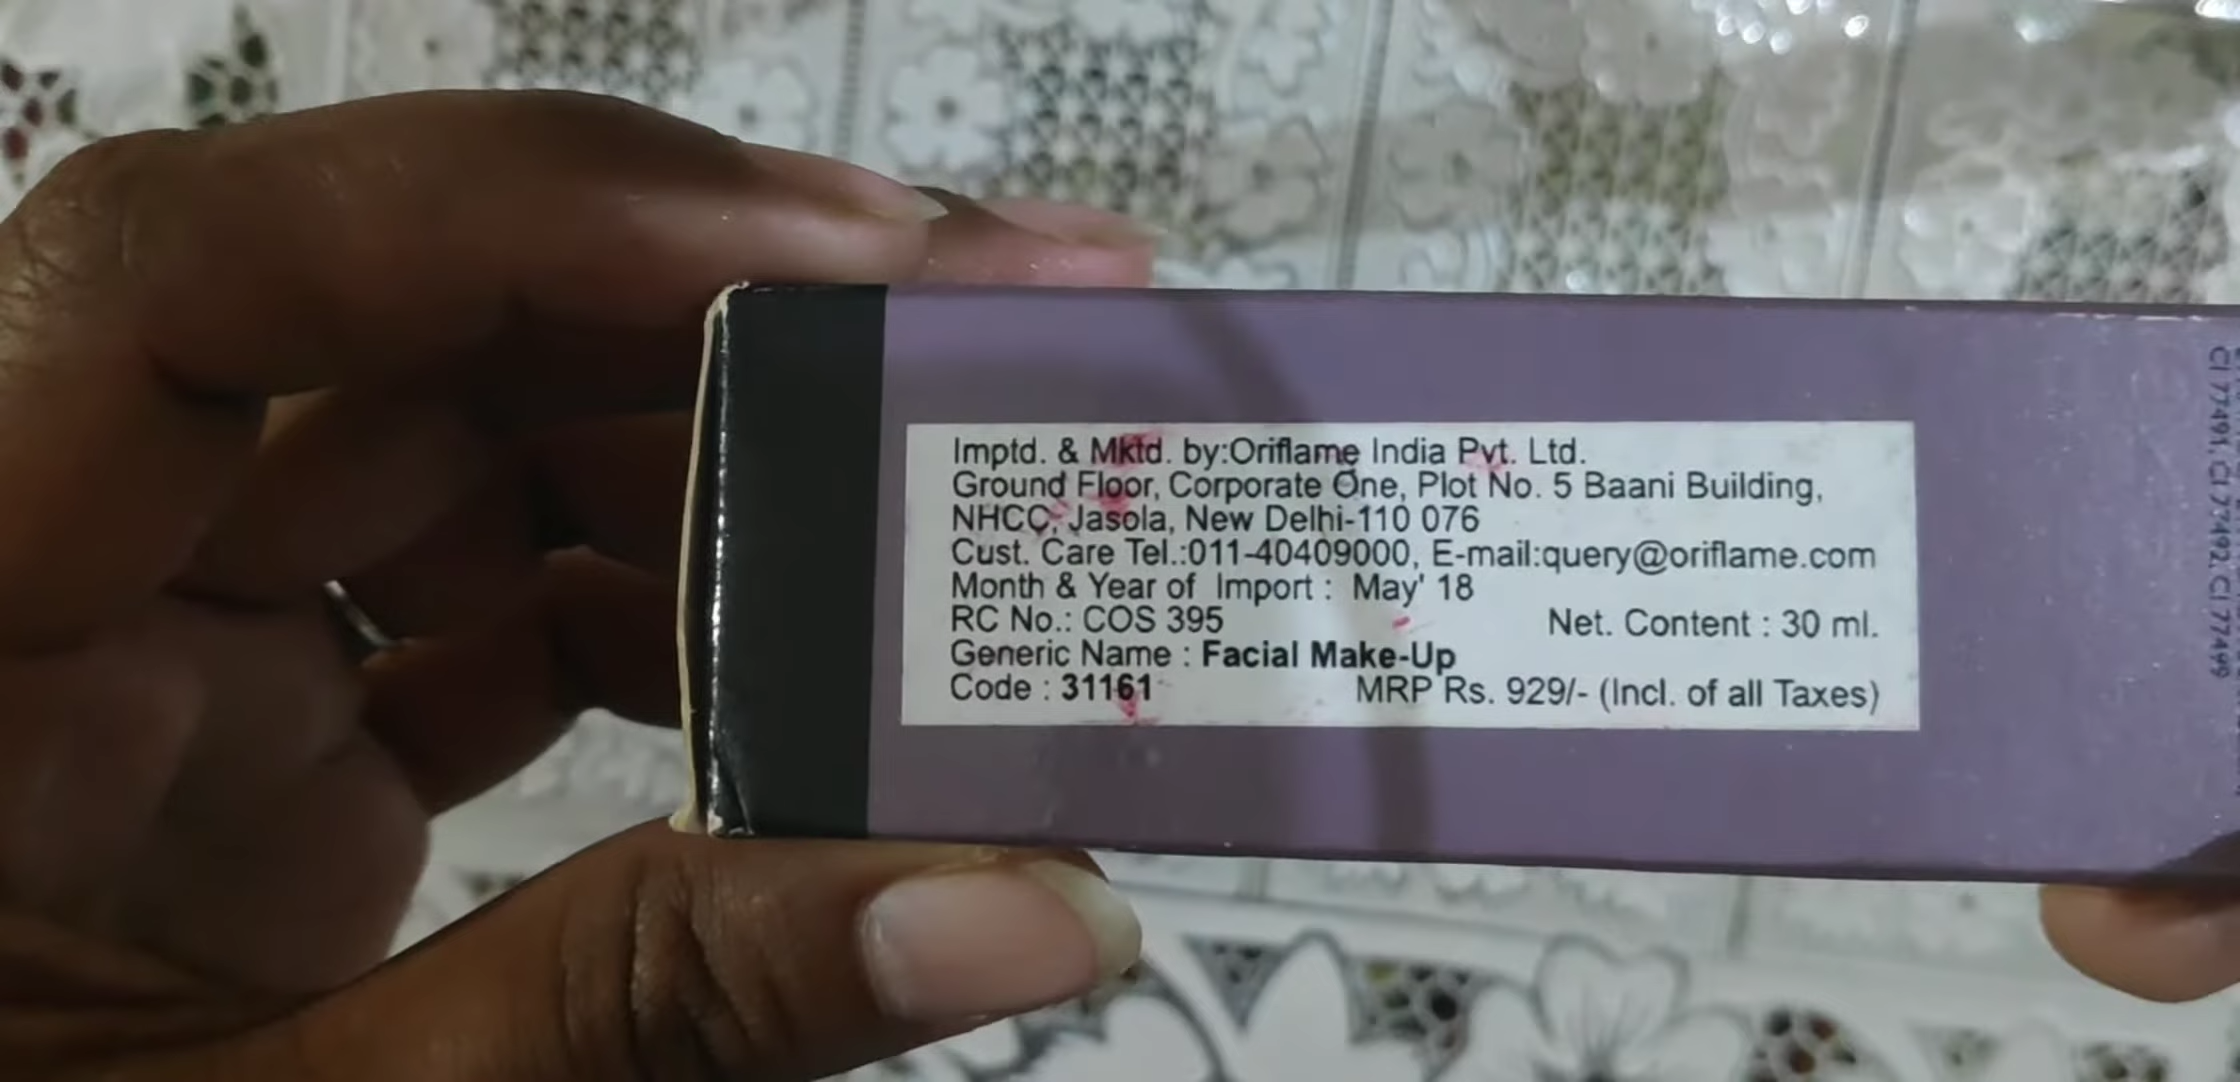 Imptd. & Mktd. by:Oriflame India Pvt. Ltd.
Ground Floor, Corporate One, Plot No. 5 Baani Building,
NHCC, Jasola, New Delhi-110 076
Cust. Care Tel.:011-40409000, E-mail:query@oriflame.com
Month & Year of Import : May' 18
RC No.: COS 395 Net. Content : 30 ml.
Generic Name : Facial Make-Up
Code : 31161 MRP Rs. 929/- (Incl. of all Taxes)
CI 77491, CI 77492, CI 77499